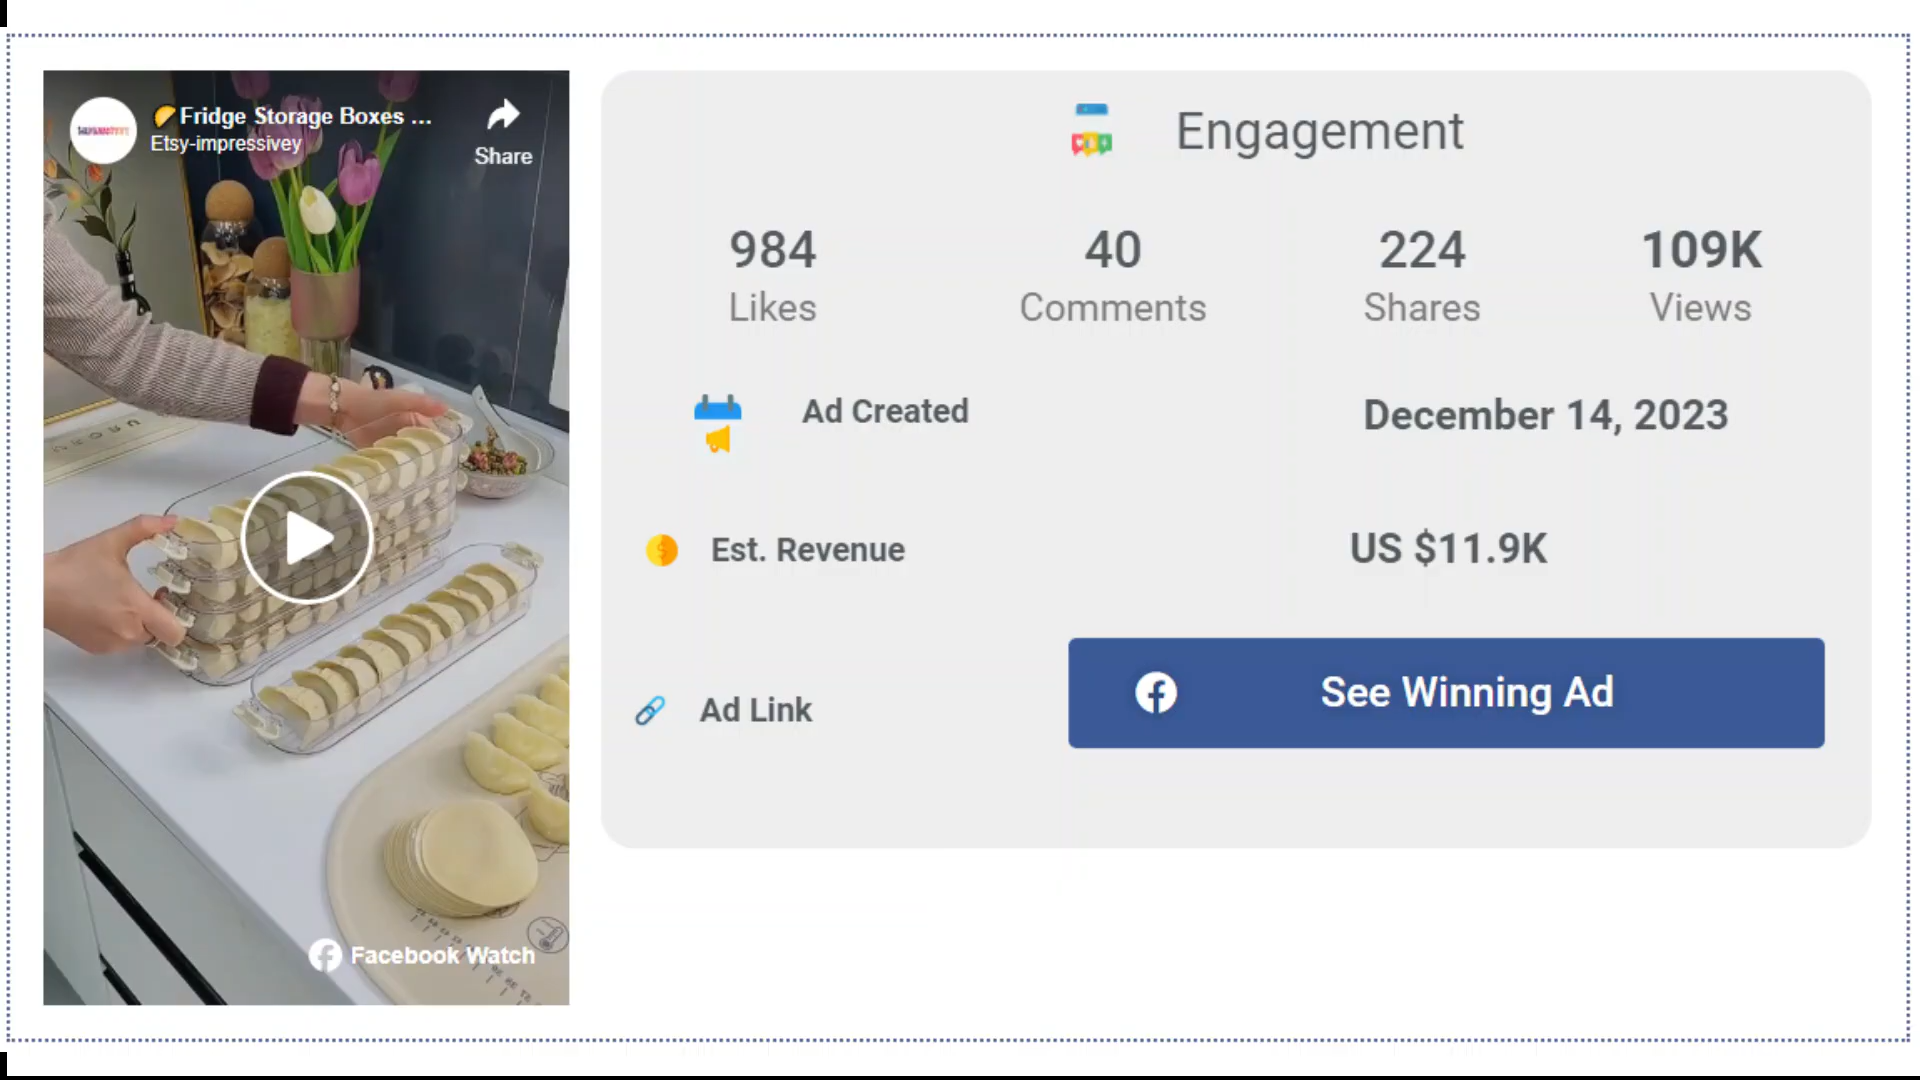 🥟Fridge Storage Boxes ...
Etsy-impressivey
Share
Facebook Watch
Engagement
984
Likes
40
Comments
224
Shares
109K
Views
Ad Created
December 14, 2023
Est. Revenue
US $11.9K
Ad Link
See Winning Ad